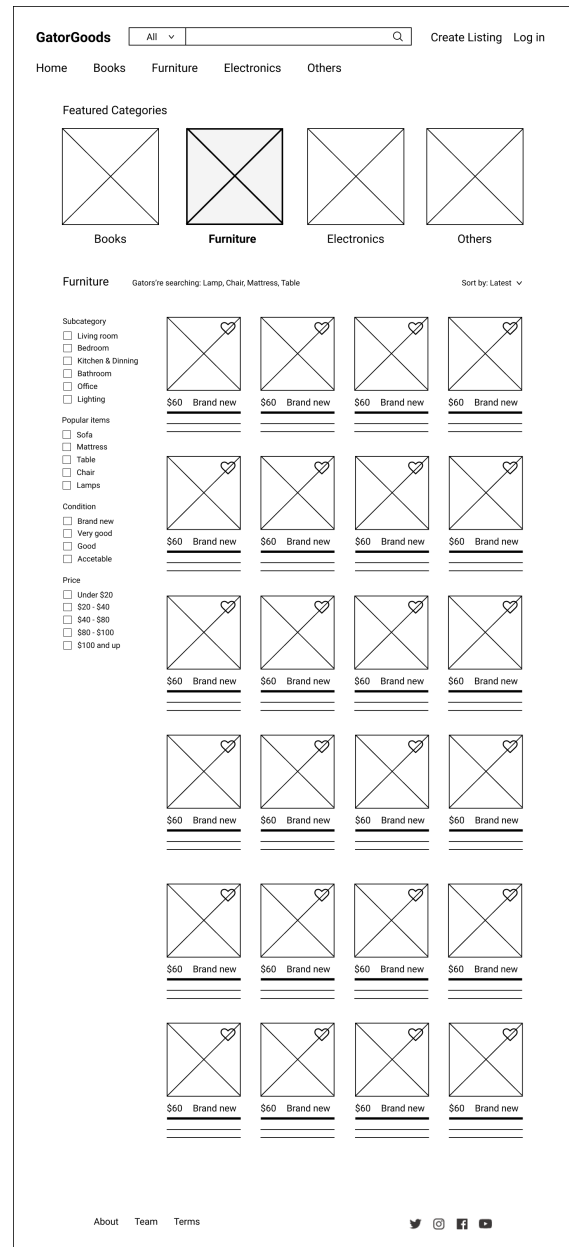 GatorGoods All Create Listing Log in
Home Books Furniture Electronics Others
Featured Categories
Books Furniture Electronics Others
Furniture Gators're searching: Lamp, Chair, Mattress, Table Sort by: Latest
Subcategory
Living room
Bedroom
Kitchen & Dinning
Bathroom
Office
Lighting
Popular items
Sofa
Mattress
Table
Chair
Lamps
Condition
Brand new
Very good
Good
Accetable
Price
Under $20
$20 - $40
$40 - $80
$80 - $100
$100 and up
$60 Brand new $60 Brand new $60 Brand new $60 Brand new
$60 Brand new $60 Brand new $60 Brand new $60 Brand new
$60 Brand new $60 Brand new $60 Brand new $60 Brand new
$60 Brand new $60 Brand new $60 Brand new $60 Brand new
$60 Brand new $60 Brand new $60 Brand new $60 Brand new
$60 Brand new $60 Brand new $60 Brand new $60 Brand new
About Team Terms